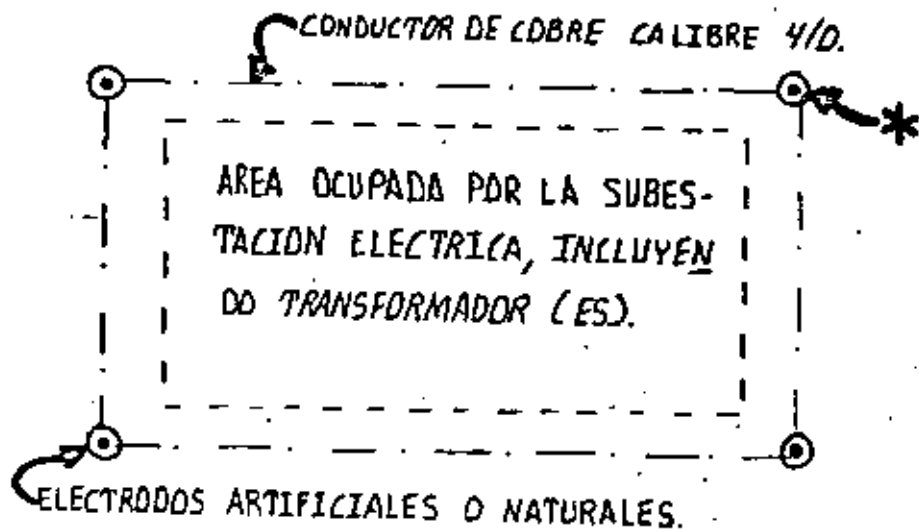 CONDUCTOR DE COBRE CALIBRE 4/0.
*
AREA OCUPADA POR LA SUBES-
TACION ELECTRICA, INCLUYEN
DO TRANSFORMADOR (ES).
ELECTRODOS ARTIFICIALES O NATURALES.